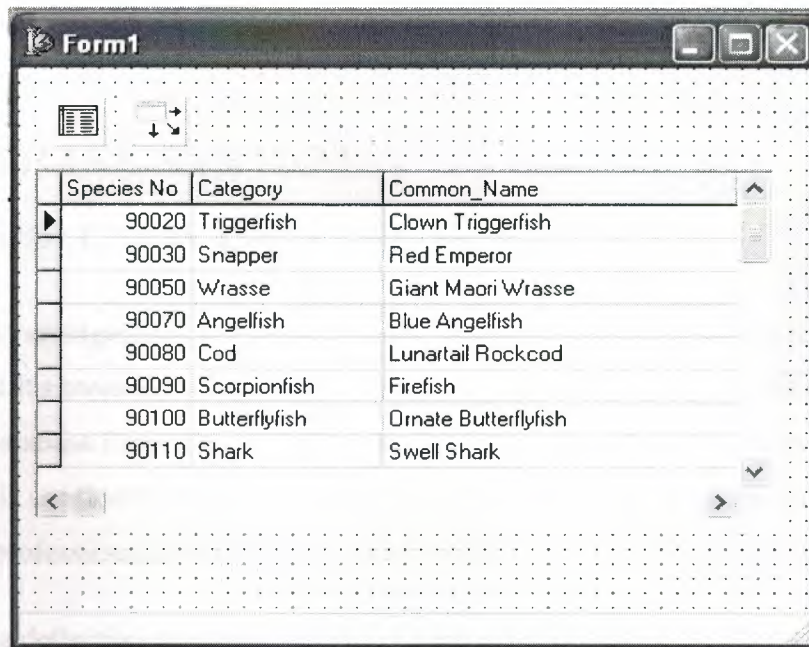 Form1
Species No Category Common_Name
90020 Triggerfish Clown Triggerfish
90030 Snapper Red Emperor
90050 Wrasse Giant Maori Wrasse
90070 Angelfish Blue Angelfish
90080 Cod Lunartail Rockcod
90090 Scorpionfish Firefish
90100 Butterflyfish Ornate Butterflyfish
90110 Shark Swell Shark